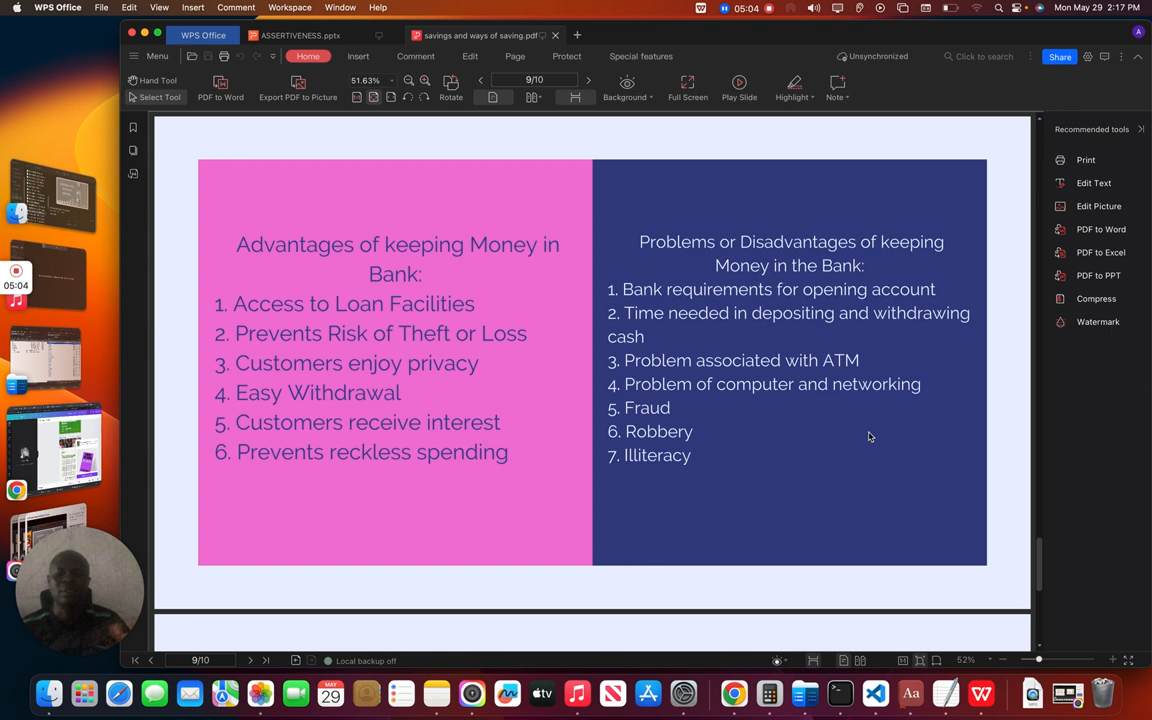 WPS Office File Edit View Insert Comment Workspace Window Help
05:04
Mon May 29 2:17 PM
WPS Office
ASSERTIVENESS.pptx
savings and ways of saving.pdf
A
Menu
Home
Insert
Comment
Edit
Page
Protect
Special features
Unsynchronized
Click to search
Share
Hand Tool
Select Tool
PDF to Word
Export PDF to Picture
51.63%
Rotate
9/10
Background
Full Screen
Play Slide
Highlight
Note
Recommended tools
Print
Edit Text
Edit Picture
PDF to Word
PDF to Excel
PDF to PPT
Compress
Watermark
05:04
Advantages of keeping Money in
Bank:
1. Access to Loan Facilities
2. Prevents Risk of Theft or Loss
3. Customers enjoy privacy
4. Easy Withdrawal
5. Customers receive interest
6. Prevents reckless spending
Problems or Disadvantages of keeping
Money in the Bank:
1. Bank requirements for opening account
2. Time needed in depositing and withdrawing
cash
3. Problem associated with ATM
4. Problem of computer and networking
5. Fraud
6. Robbery
7. Illiteracy
9/10
Local backup off
52%
MAY
29
tv
Aa